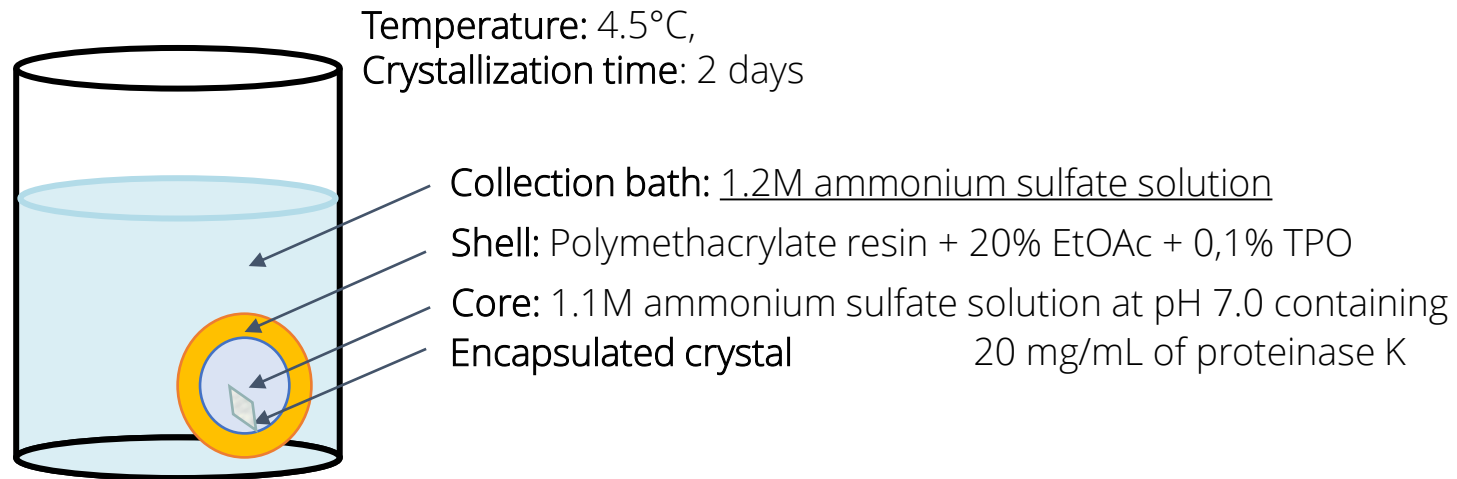 Temperature: 4.5°C,
Crystallization time: 2 days
Collection bath: 1.2M ammonium sulfate solution
Shell: Polymethacrylate resin + 20% EtOAc + 0,1% TPO
Core: 1.1M ammonium sulfate solution at pH 7.0 containing
Encapsulated crystal 20 mg/mL of proteinase K